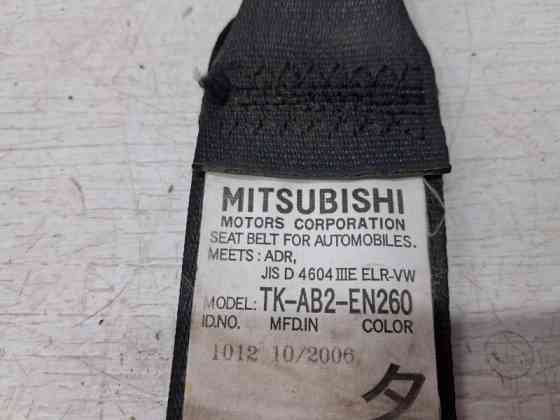 MITSUBISHI
MOTORS CORPORATION
SEAT BELT FOR AUTOMOBILES.
MEETS : ADR,
JIS D 4604 IIIE ELR-VW
MODEL: TK-AB2-EN260
ID.NO. MFD.IN COLOR
1012 10/2006
タ